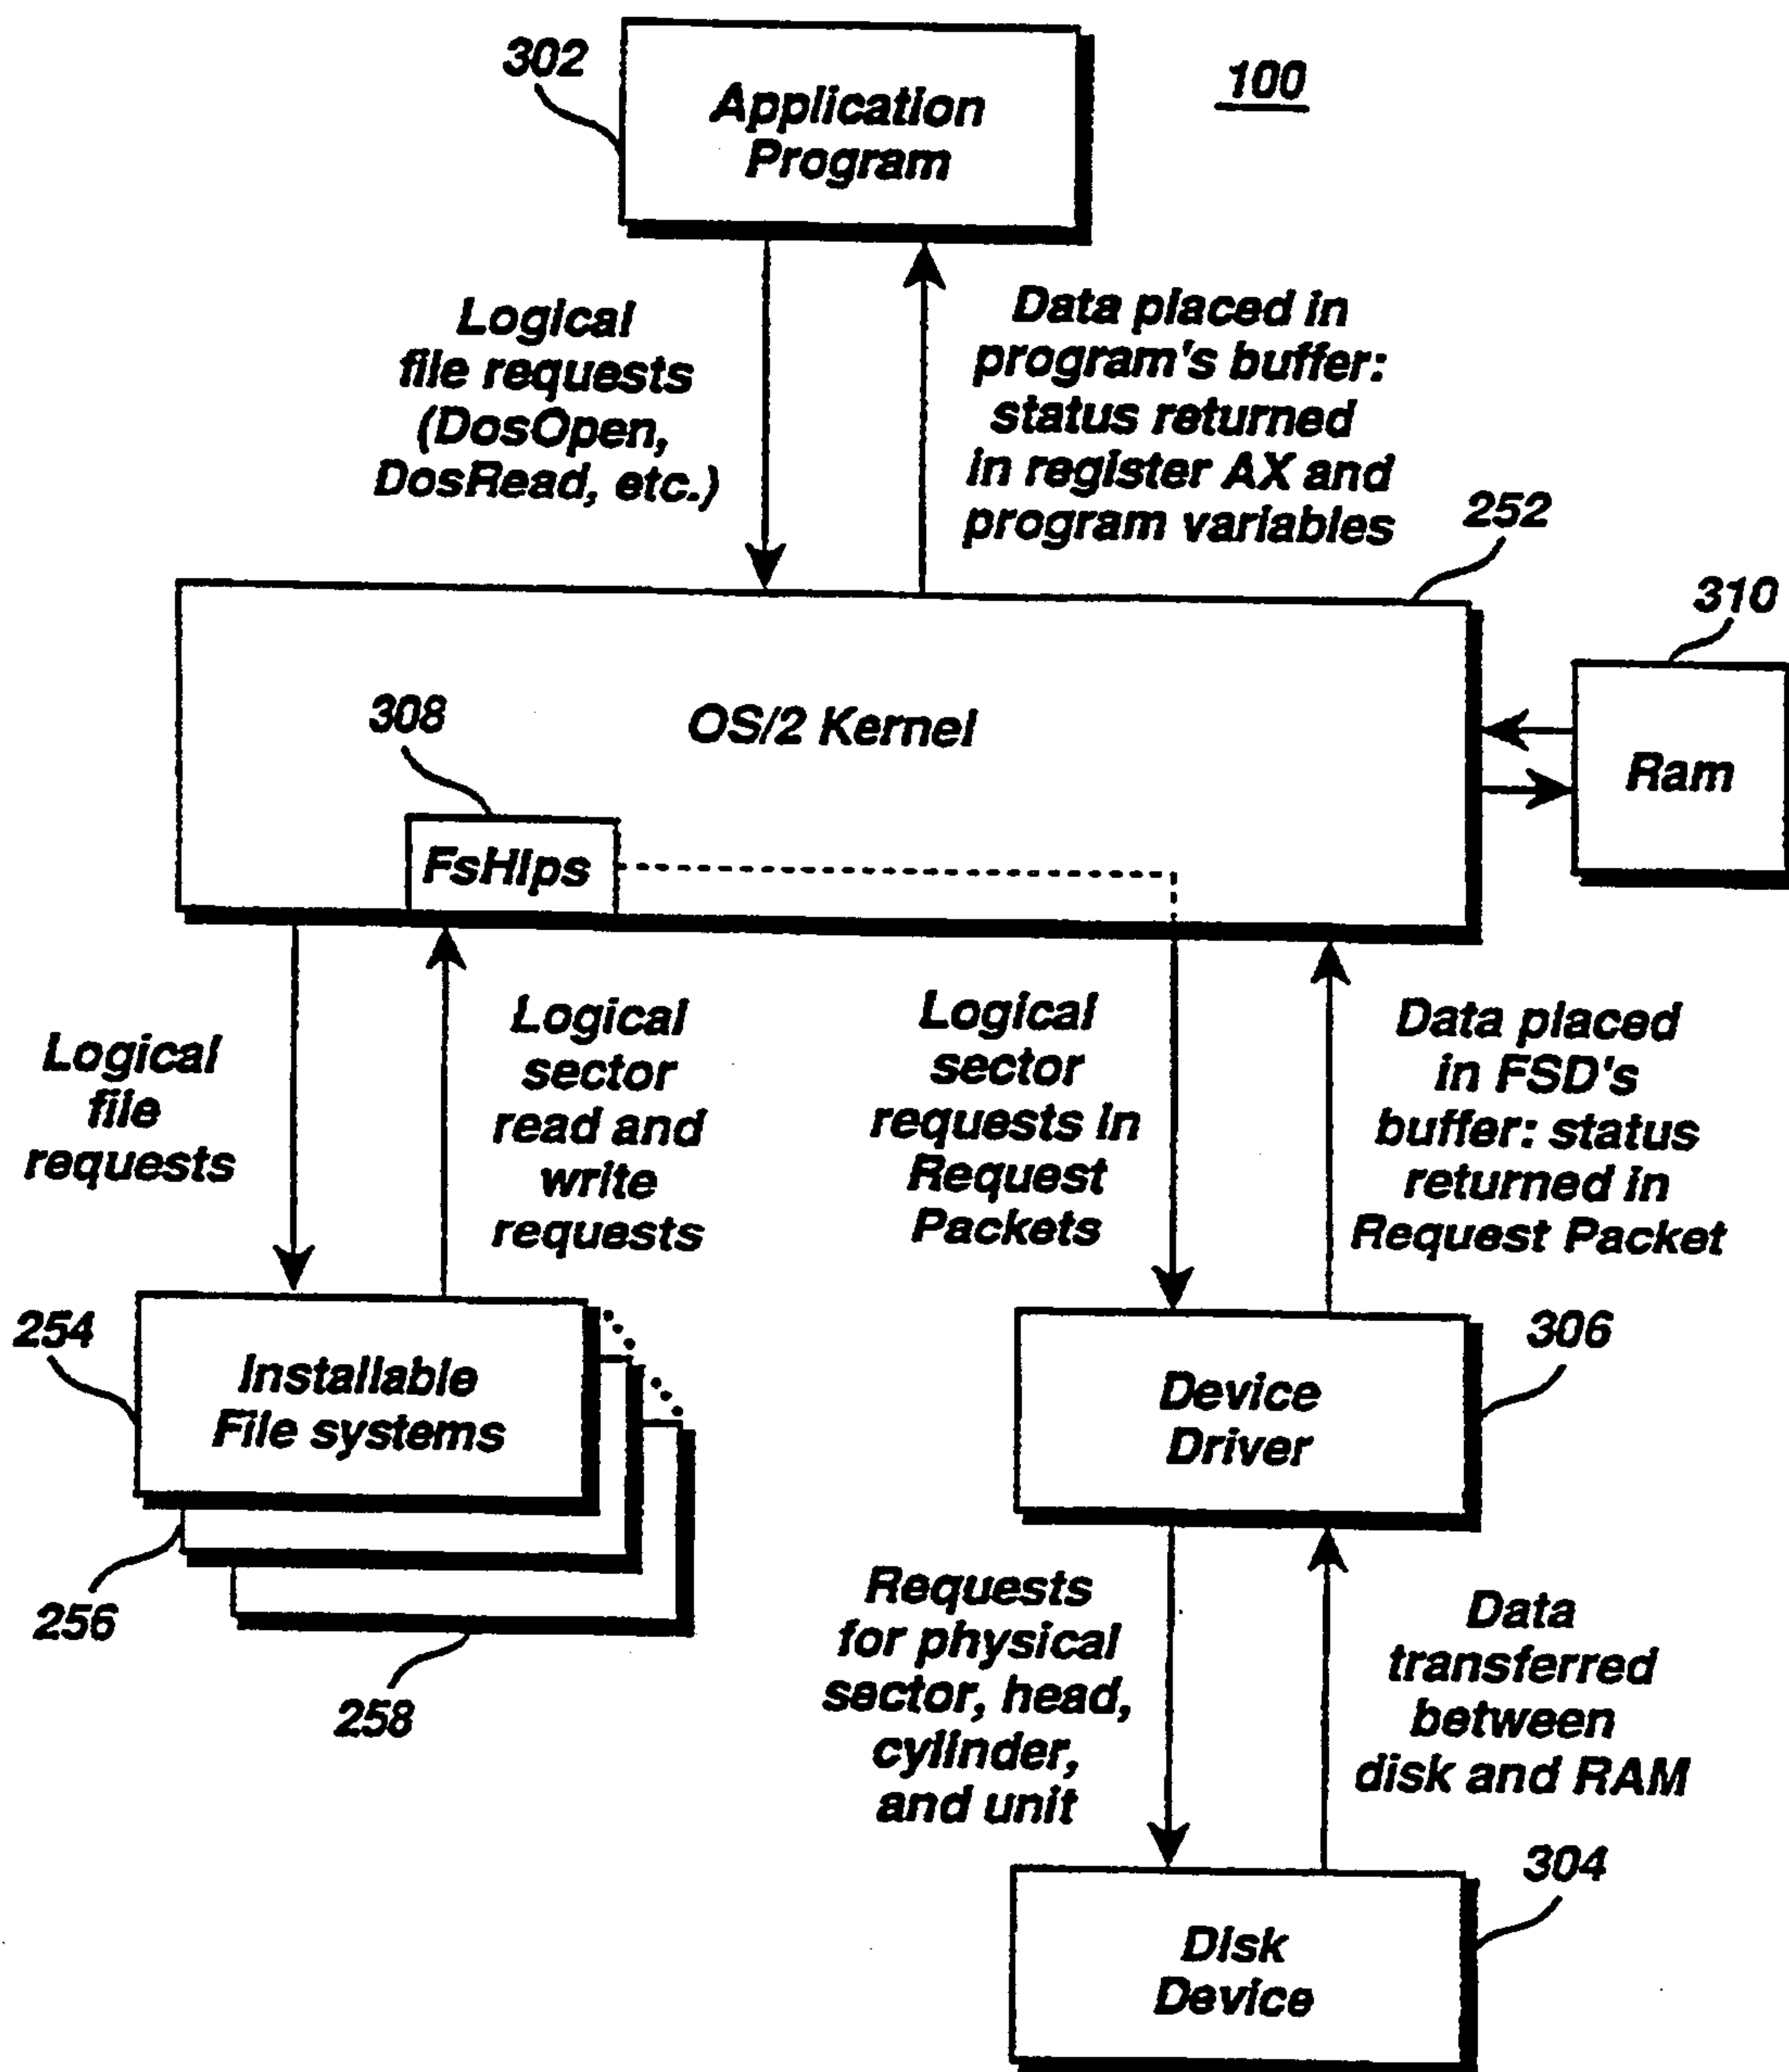 302
100
Application
Program
Logical
file requests
(DosOpen,
DosRead, etc.)
Data placed in
program's buffer:
status returned
in register AX and
program variables
252
310
308
OS/2 Kernel
Ram
FsHlps
Logical
file
requests
Logical
sector
read and
write
requests
Logical
sector
requests in
Request
Packets
Data placed
in FSD's
buffer: status
returned in
Request Packet
254
Installable
File systems
256
258
306
Device
Driver
Requests
for physical
sector, head,
cylinder,
and unit
Data
transferred
between
disk and RAM
304
Disk
Device